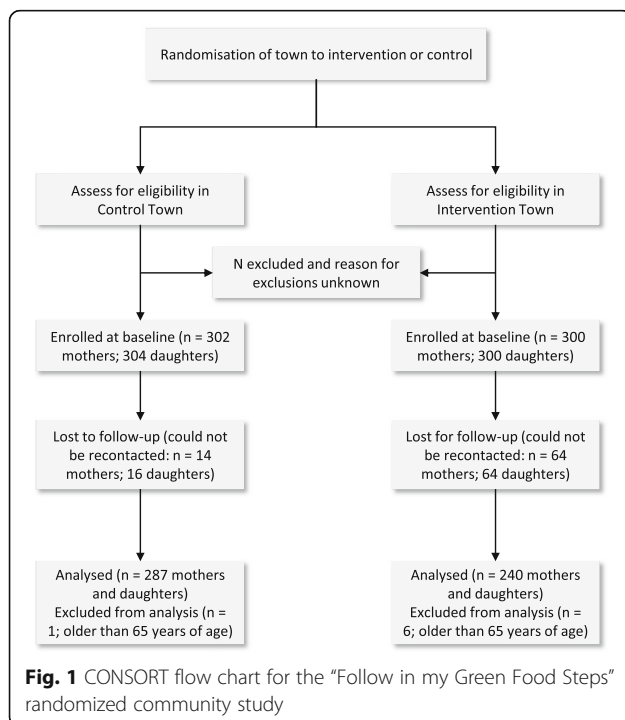 Randomisation of town to intervention or control
Assess for eligibility in
Control Town
Assess for eligibility in
Intervention Town
N excluded and reason for
exclusions unknown
Enrolled at baseline (n = 302
mothers; 304 daughters)
Enrolled at baseline (n = 300
mothers; 300 daughters)
Lost to follow-up (could not
be recontacted: n = 14
mothers; 16 daughters)
Lost for follow-up (could not
be recontacted: n = 64
mothers; 64 daughters)
Analysed (n = 287 mothers
and daughters)
Excluded from analysis (n =
1; older than 65 years of age)
Analysed (n = 240 mothers
and daughters)
Excluded from analysis (n =
6; older than 65 years of age)
Fig. 1 CONSORT flow chart for the “Follow in my Green Food Steps”
randomized community study